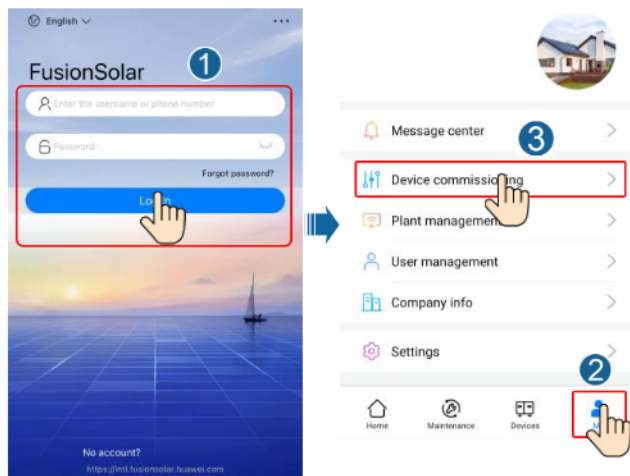 English
...
FusionSolar
1
Enter the username or phone number
Password
Forgot password?
Log In
No account?
https://intl.fusionsolar.huawei.com
Message center
3
Device commissioning
Plant management
User management
Company info
Settings
2
Home
Maintenance
Devices